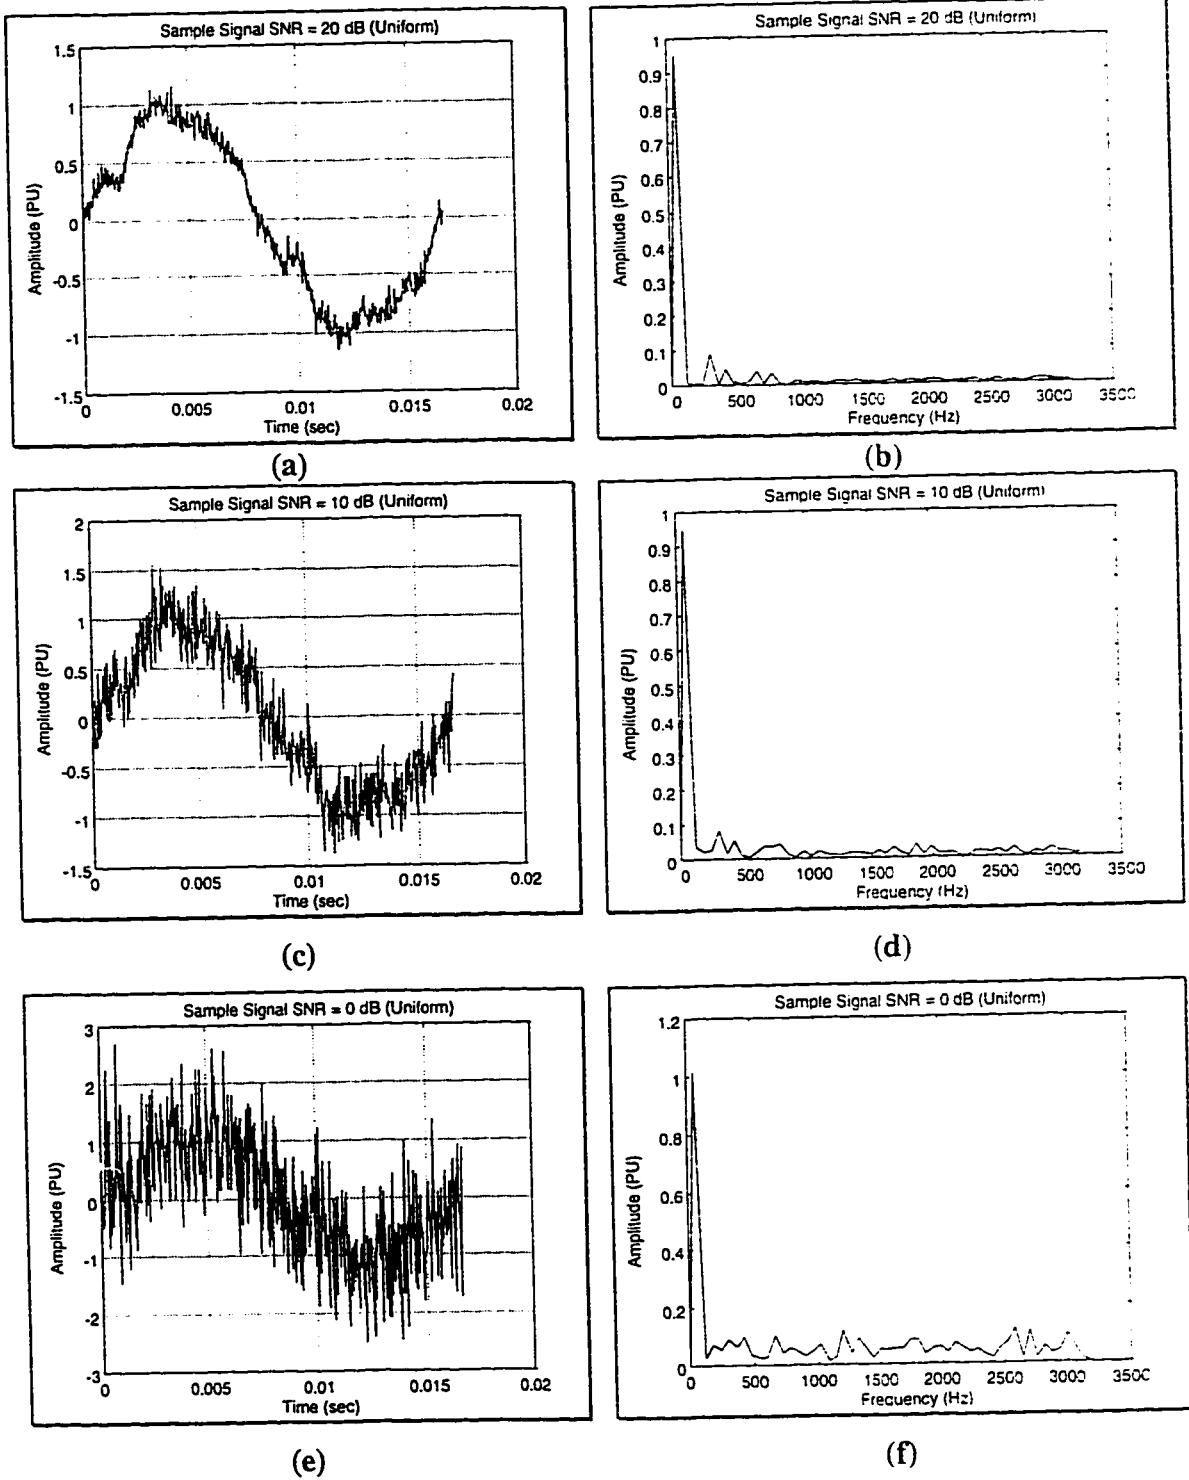 Sample Signal SNR = 20 dB (Uniform)
1.5
1
0.5
0
-0.5
-1
-1.5
0 0.005 0.01 0.015 0.02
Amplitude (PU)
Time (sec)
(a)
Sample Signal SNR = 20 dB (Uniform)
1
0.9
0.8
0.7
0.6
0.5
0.4
0.3
0.2
0.1
0
0 500 1000 1500 2000 2500 3000 3500
Amplitude (PU)
Frequency (Hz)
(b)
Sample Signal SNR = 10 dB (Uniform)
2
1.5
1
0.5
0
-0.5
-1
-1.5
0 0.005 0.01 0.015 0.02
Amplitude (PU)
Time (sec)
(c)
Sample Signal SNR = 10 dB (Uniform)
1
0.9
0.8
0.7
0.6
0.5
0.4
0.3
0.2
0.1
0
0 500 1000 1500 2000 2500 3000 3500
Amplitude (PU)
Frequency (Hz)
(d)
Sample Signal SNR = 0 dB (Uniform)
3
2
1
0
-1
-2
-3
0 0.005 0.01 0.015 0.02
Amplitude (PU)
Time (sec)
(e)
Sample Signal SNR = 0 dB (Uniform)
1.2
1
0.8
0.6
0.4
0.2
0
0 500 1000 1500 2000 2500 3000 3500
Amplitude (PU)
Frequency (Hz)
(f)